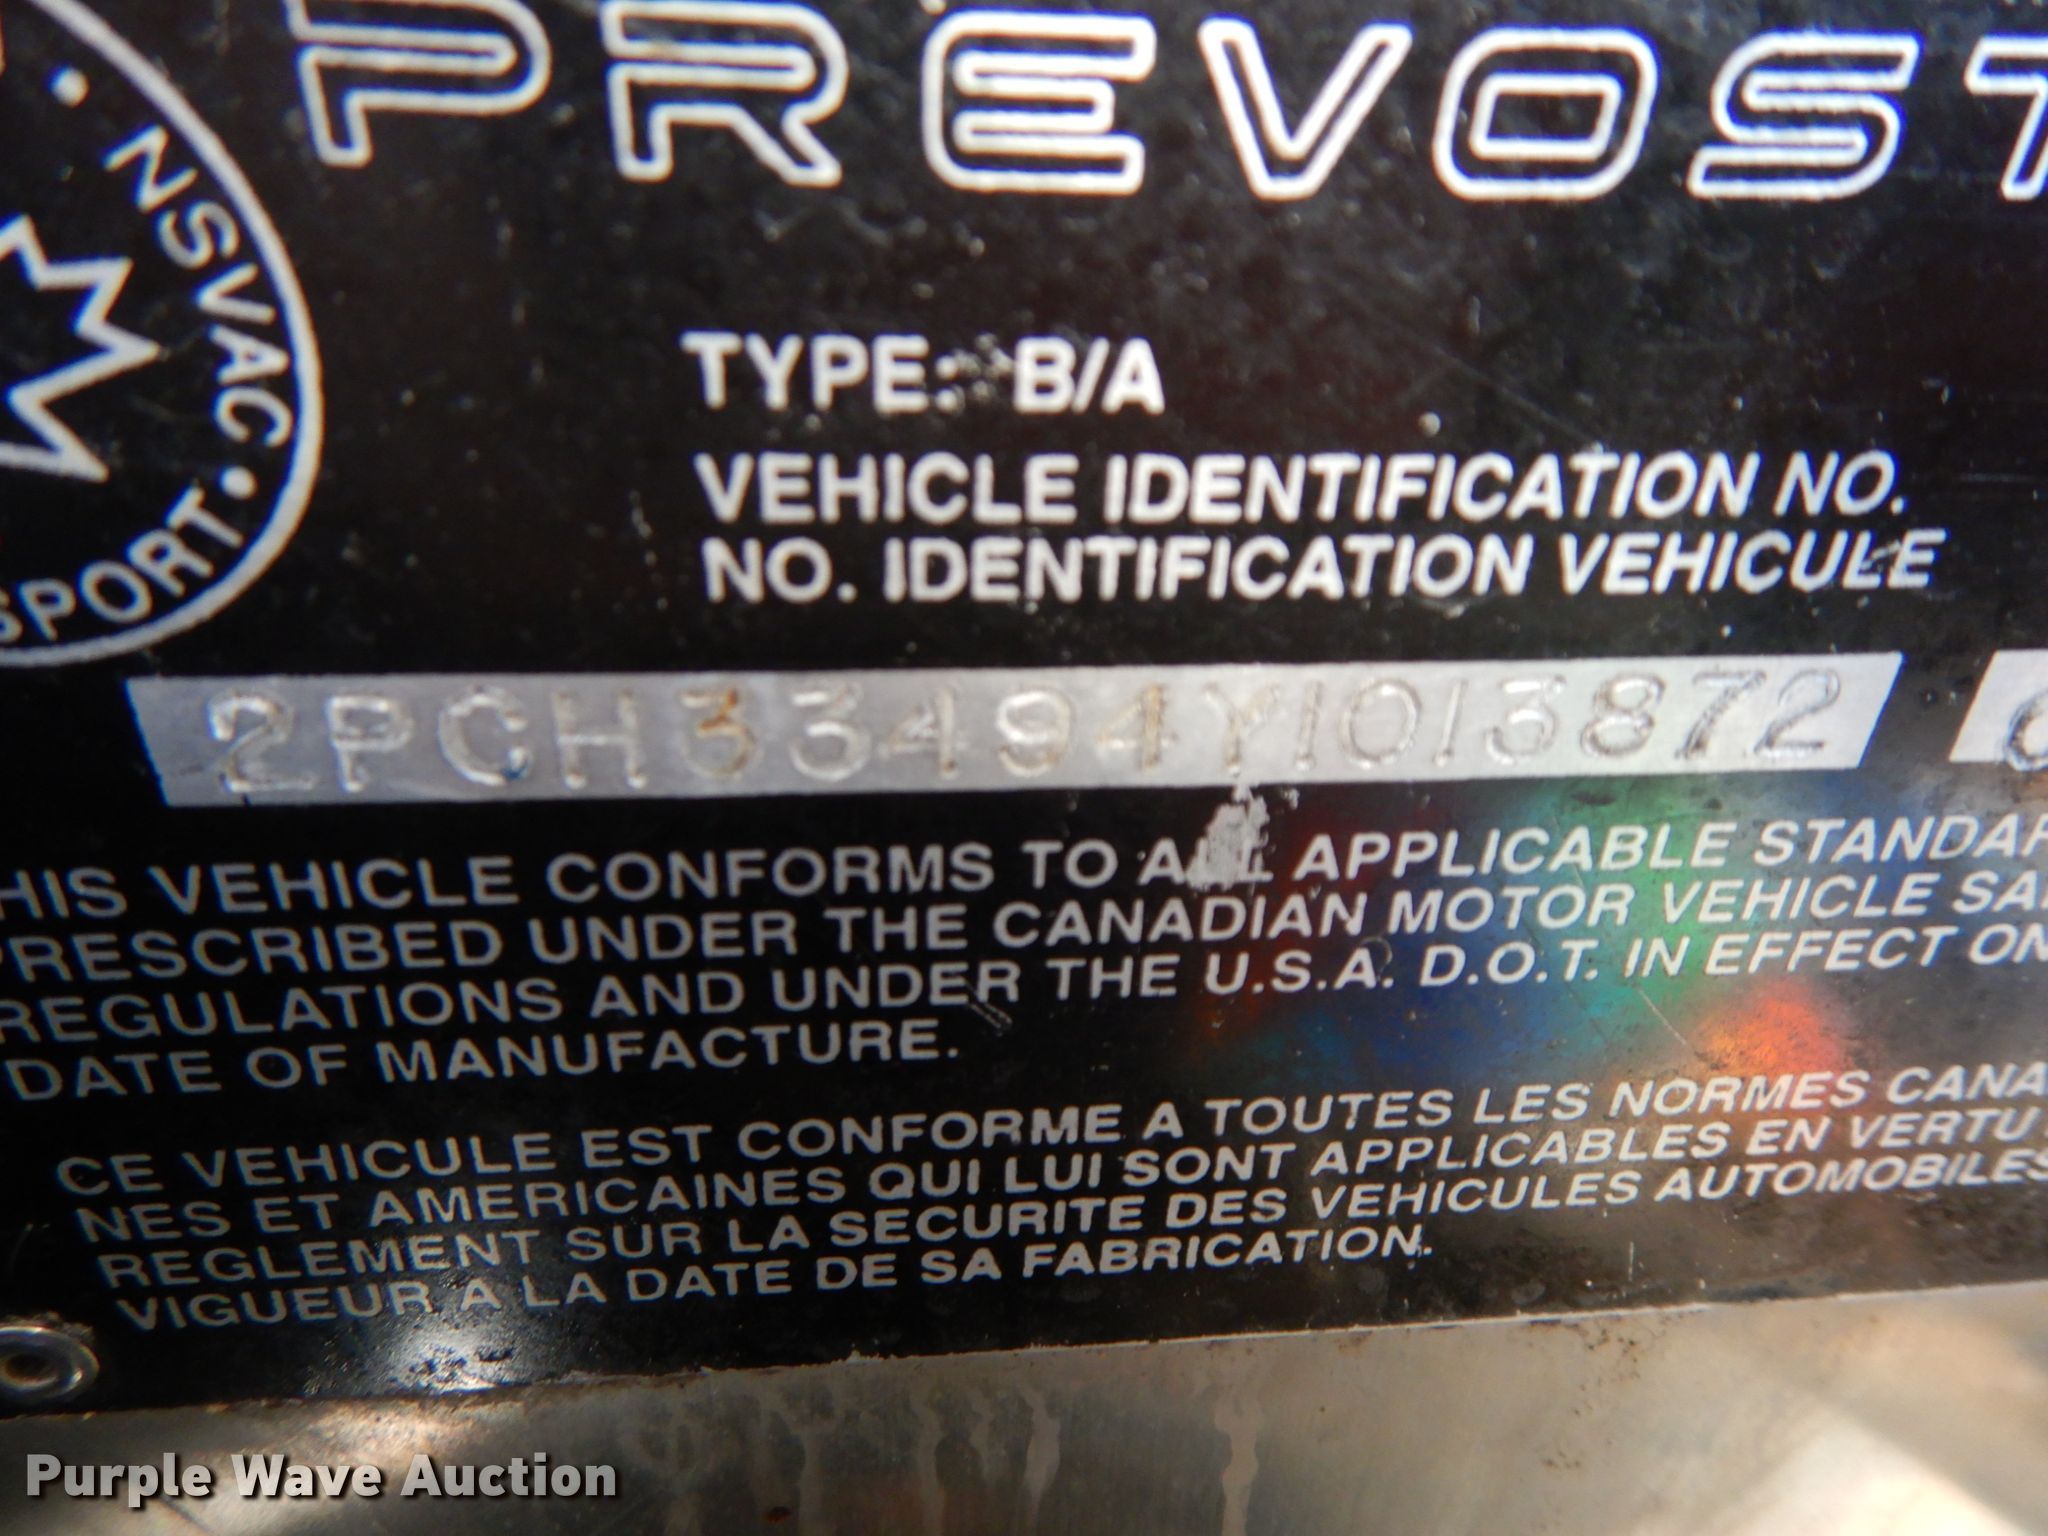 PREVOST
NSVAC
SPORT
TYPE: B/A
VEHICLE IDENTIFICATION NO.
NO. IDENTIFICATION VEHICULE
2PCH33494Y1013872
HIS VEHICLE CONFORMS TO ALL APPLICABLE STANDAR
PRESCRIBED UNDER THE CANADIAN MOTOR VEHICLE SA
REGULATIONS AND UNDER THE U.S.A. D.O.T. IN EFFECT ON
DATE OF MANUFACTURE.
CE VEHICULE EST CONFORME A TOUTES LES NORMES CANA
NES ET AMERICAINES QUI LUI SONT APPLICABLES EN VERTU
REGLEMENT SUR LA SECURITE DES VEHICULES AUTOMOBILES
VIGUEUR A LA DATE DE SA FABRICATION.
Purple Wave Auction